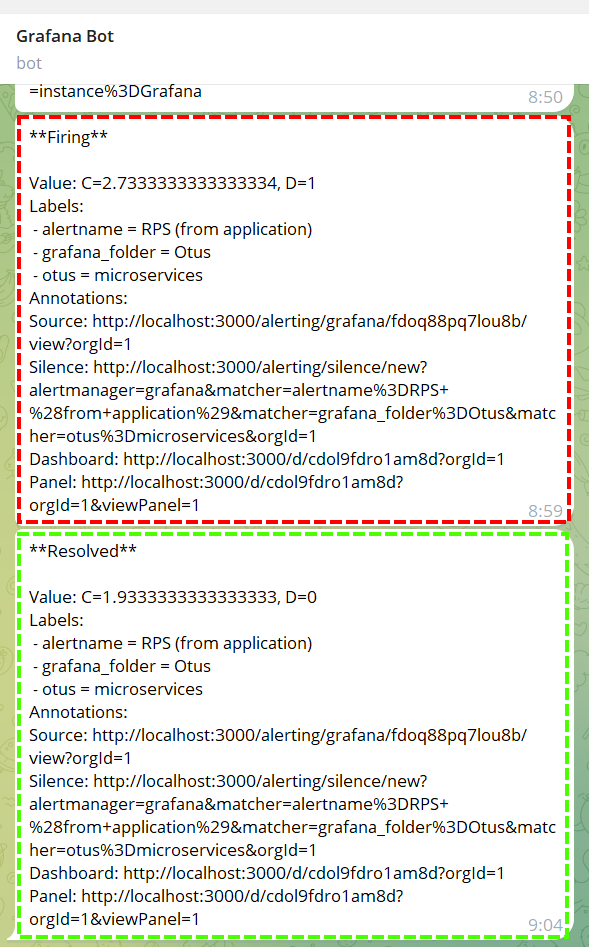 Grafana Bot
bot
=instance%3DGrafana
8:50
**Firing**
Value: C=2.7333333333333334, D=1
Labels:
- alertname = RPS (from application)
- grafana_folder = Otus
- otus = microservices
Annotations:
Source: http://localhost:3000/alerting/grafana/fdoq88pq7lou8b/
view?orgId=1
Silence: http://localhost:3000/alerting/silence/new?
alertmanager=grafana&matcher=alertname%3DRPS+
%28from+application%29&matcher=grafana_folder%3DOtus&matc
her=otus%3Dmicroservices&orgId=1
Dashboard: http://localhost:3000/d/cdol9fdro1am8d?orgId=1
Panel: http://localhost:3000/d/cdol9fdro1am8d?
orgId=1&viewPanel=1
8:59
**Resolved**
Value: C=1.9333333333333333, D=0
Labels:
- alertname = RPS (from application)
- grafana_folder = Otus
- otus = microservices
Annotations:
Source: http://localhost:3000/alerting/grafana/fdoq88pq7lou8b/
view?orgId=1
Silence: http://localhost:3000/alerting/silence/new?
alertmanager=grafana&matcher=alertname%3DRPS+
%28from+application%29&matcher=grafana_folder%3DOtus&matc
her=otus%3Dmicroservices&orgId=1
Dashboard: http://localhost:3000/d/cdol9fdro1am8d?orgId=1
Panel: http://localhost:3000/d/cdol9fdro1am8d?
orgId=1&viewPanel=1
9:04